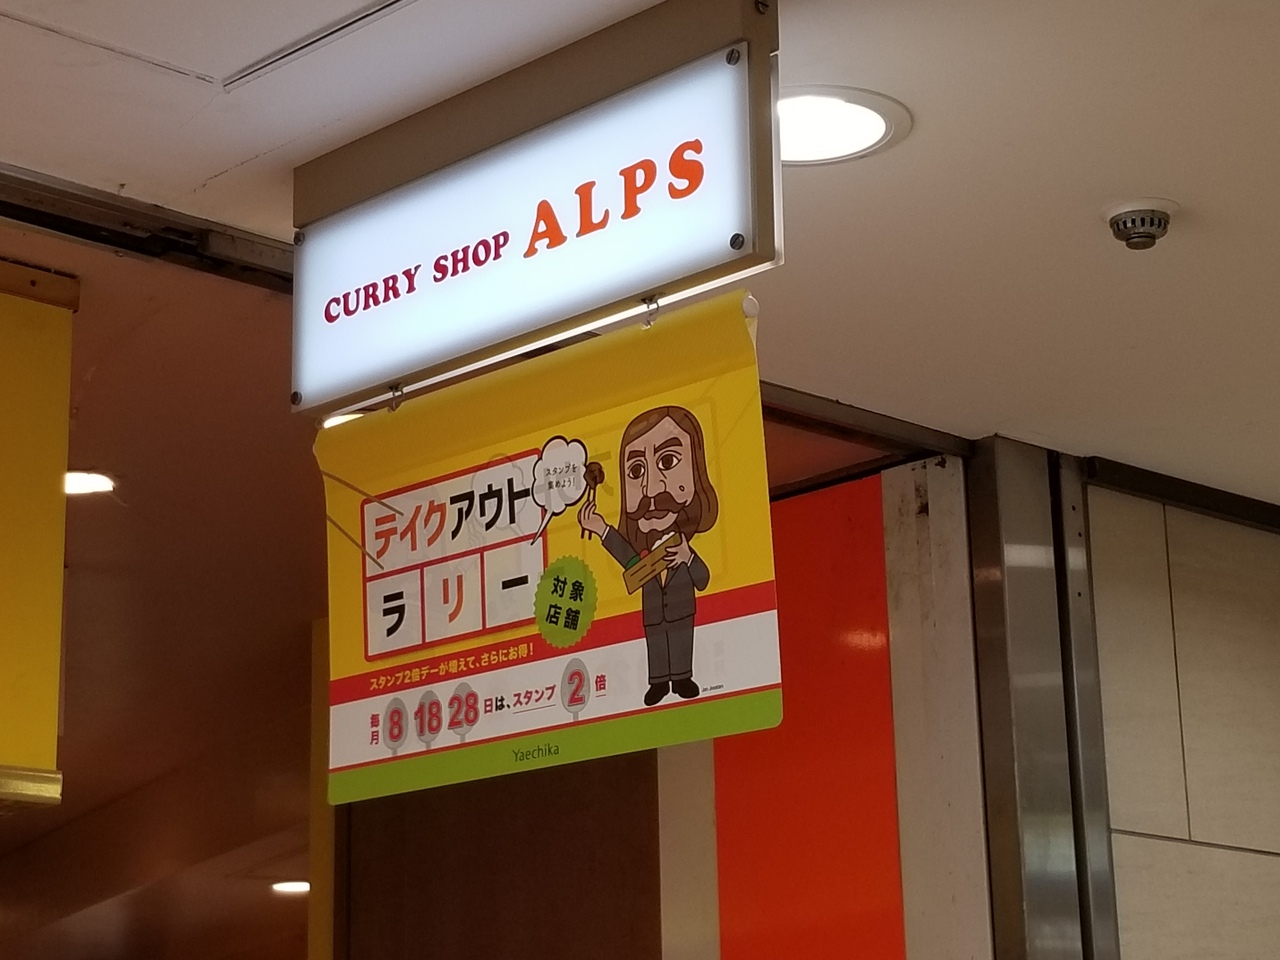 CURRY SHOP ALPS
スタンプを
集めよう!
テイクアウト
ラリー
対象
店舗
スタンプ2倍デーが増えて、さらにお得!
毎月 8 18 28 日は、スタンプ 2 倍
Yaechika